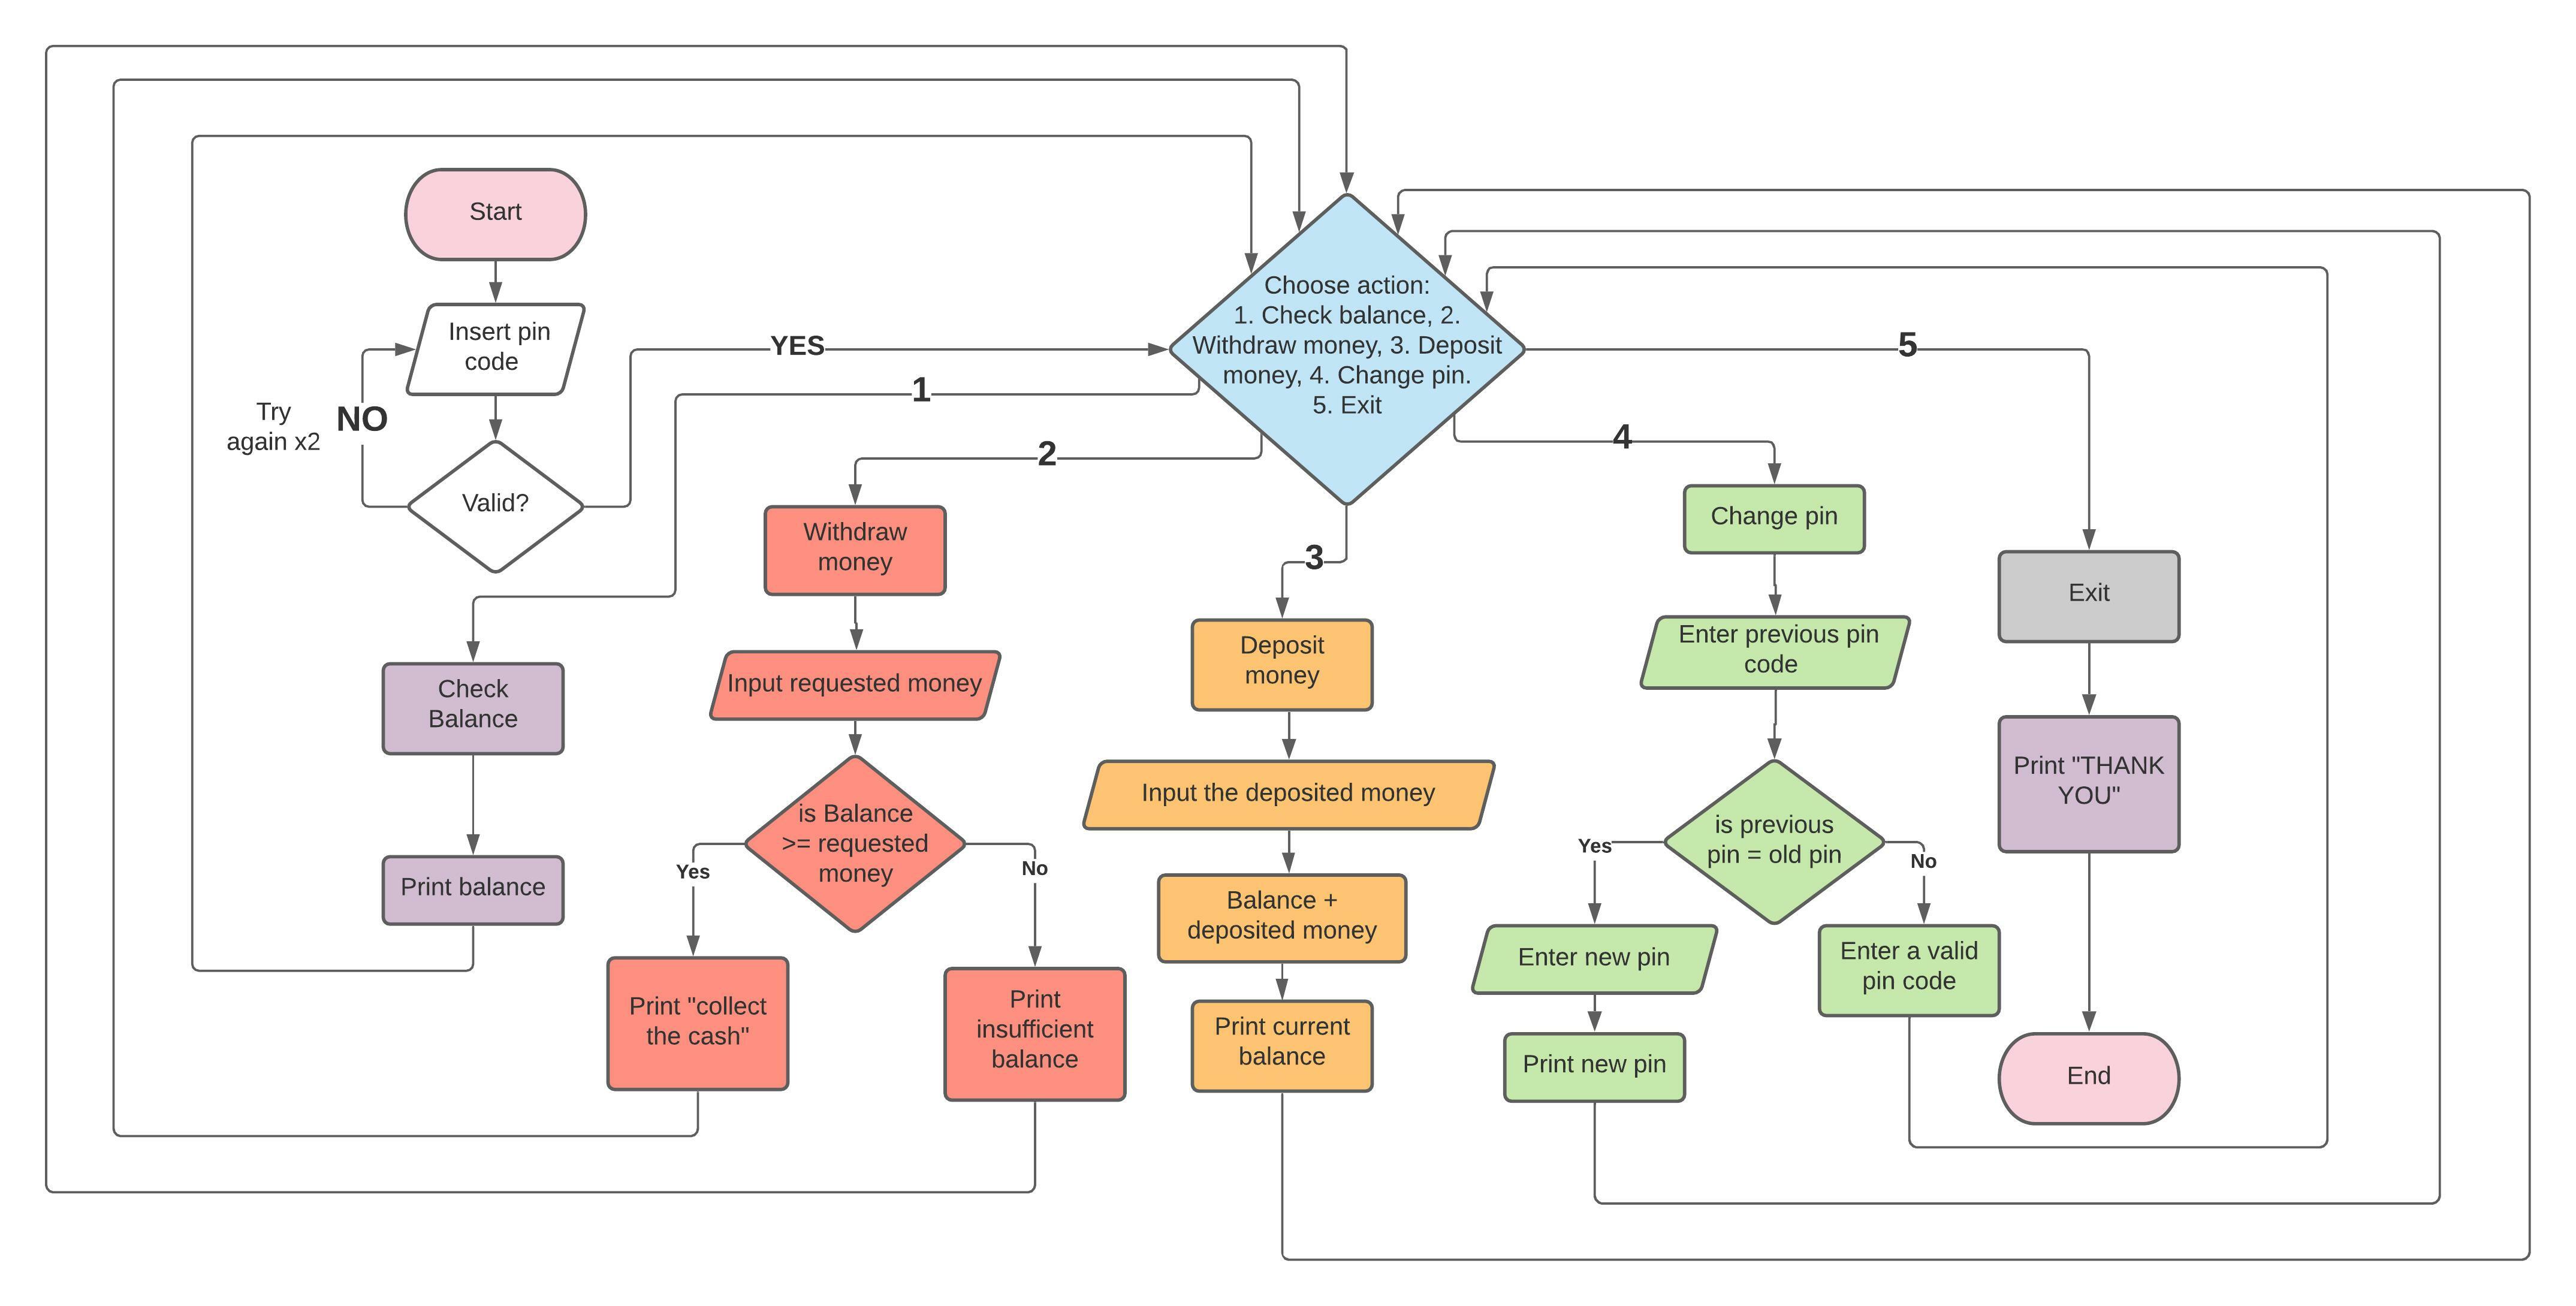 Start
Insert pin
code
Try
again x2
NO
Valid?
YES
Choose action:
1. Check balance, 2.
Withdraw money, 3. Deposit
money, 4. Change pin.
5. Exit
1
2
3
4
5
Check
Balance
Print balance
Withdraw
money
Input requested money
is Balance
>= requested
money
Yes
No
Print "collect
the cash"
Print
insufficient
balance
Deposit
money
Input the deposited money
Balance +
deposited money
Print current
balance
Change pin
Enter previous pin
code
is previous
pin = old pin
Yes
No
Enter new pin
Print new pin
Enter a valid
pin code
Exit
Print "THANK
YOU"
End